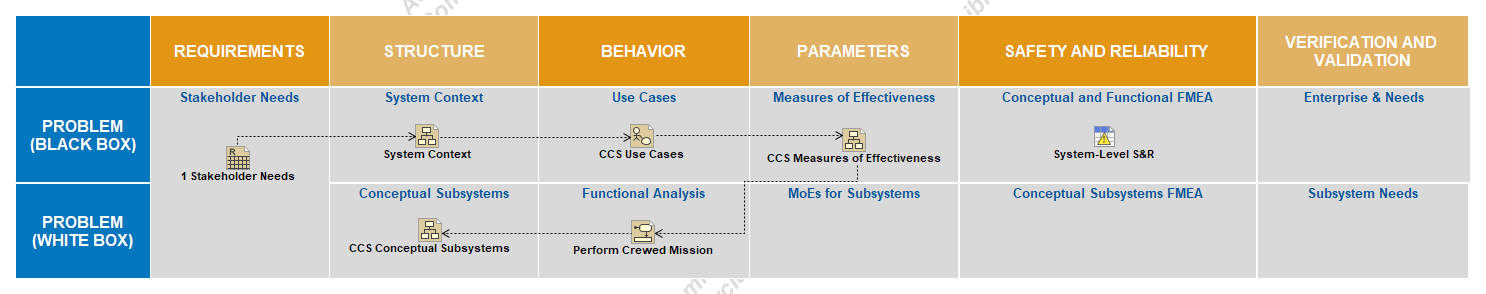 REQUIREMENTS
STRUCTURE
BEHAVIOR
PARAMETERS
SAFETY AND RELIABILITY
VERIFICATION AND
VALIDATION
PROBLEM
(BLACK BOX)
Stakeholder Needs
System Context
Use Cases
Measures of Effectiveness
Conceptual and Functional FMEA
Enterprise & Needs
R
1 Stakeholder Needs
System Context
CCS Use Cases
CCS Measures of Effectiveness
System-Level S&R
PROBLEM
(WHITE BOX)
Conceptual Subsystems
Functional Analysis
MoEs for Subsystems
Conceptual Subsystems FMEA
Subsystem Needs
CCS Conceptual Subsystems
Perform Crewed Mission